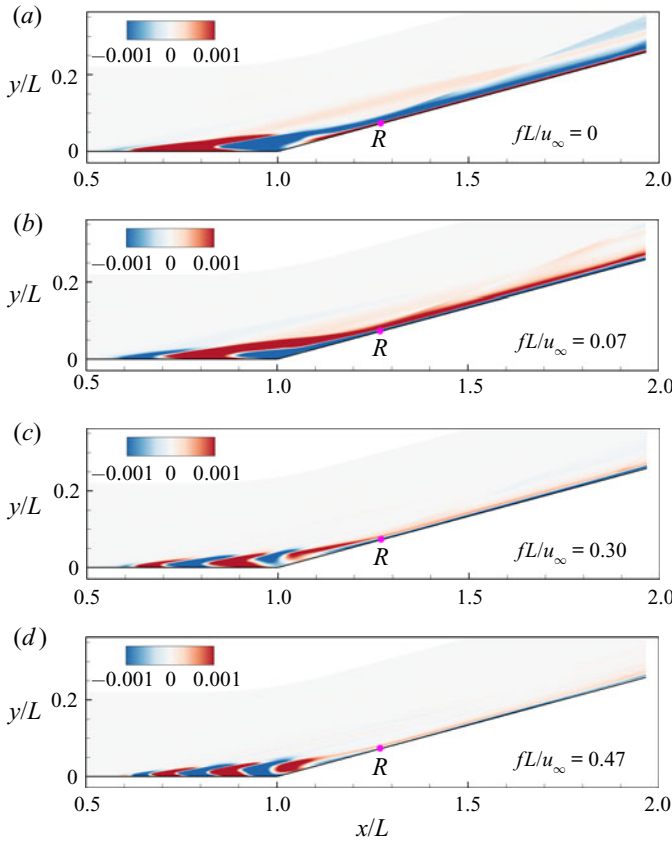 (a)
−0.001 0 0.001
y/L
0.2
0
R
fL/u∞ = 0
0.5 1.0 1.5 2.0
(b)
−0.001 0 0.001
y/L
0.2
0
R
fL/u∞ = 0.07
0.5 1.0 1.5 2.0
(c)
−0.001 0 0.001
y/L
0.2
0
R
fL/u∞ = 0.30
0.5 1.0 1.5 2.0
(d)
−0.001 0 0.001
y/L
0.2
0
R
fL/u∞ = 0.47
0.5 1.0 1.5 2.0
x/L